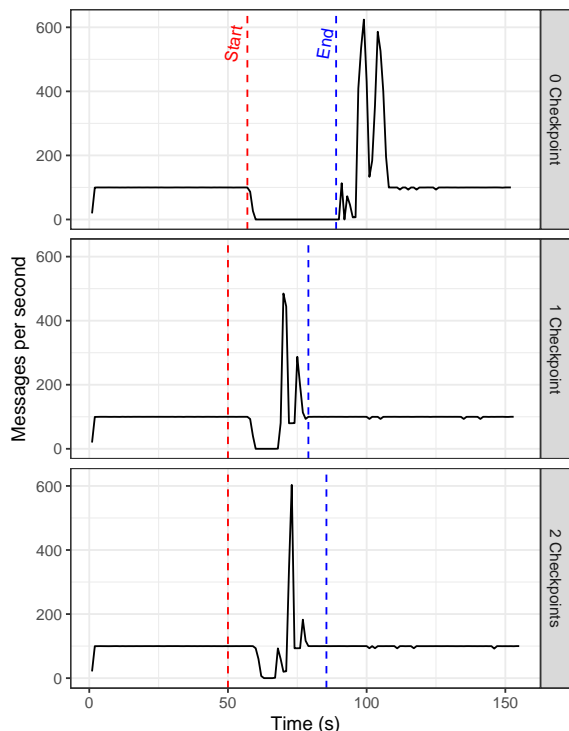 600
400
200
0
Start
End
0 Checkpoint
600
400
200
0
1 Checkpoint
600
400
200
0
2 Checkpoints
Messages per second
0
50
100
150
Time (s)